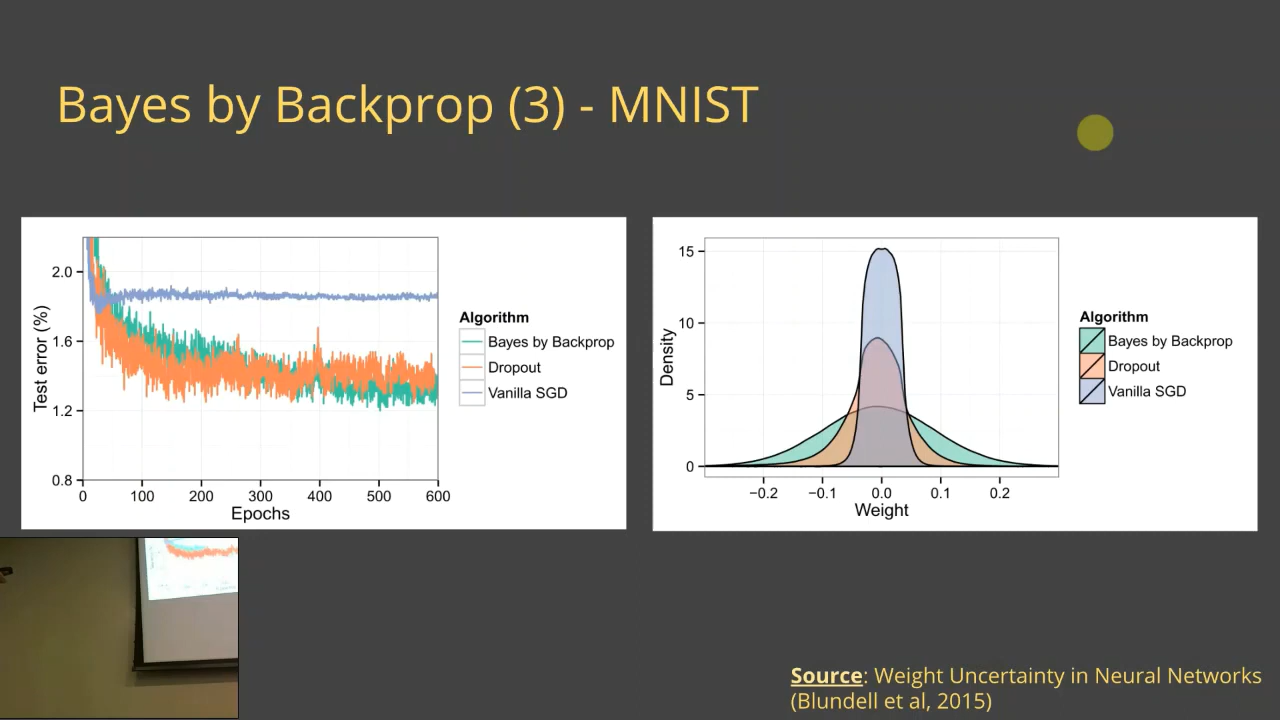 Bayes by Backprop (3) - MNIST
Test error (%)
2.0
1.6
1.2
0.8
0 100 200 300 400 500 600
Epochs
Algorithm
Bayes by Backprop
Dropout
Vanilla SGD
Density
15
10
5
0
−0.2 −0.1 0.0 0.1 0.2
Weight
Algorithm
Bayes by Backprop
Dropout
Vanilla SGD
Source: Weight Uncertainty in Neural Networks
(Blundell et al, 2015)